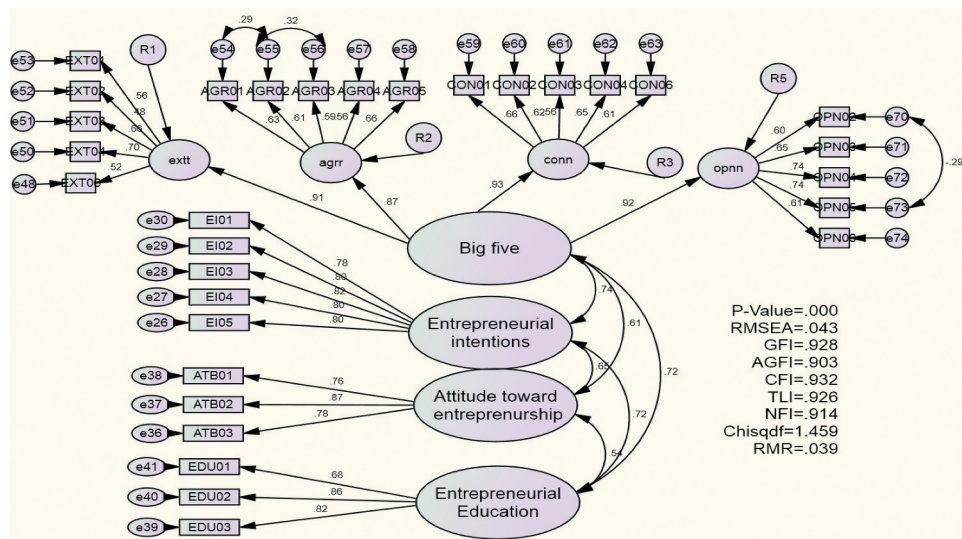 .29
.32
e54
e55
e56
e57
e58
e59
e60
e61
e62
e63
R1
e53
EXT01
e52
EXT02
e51
EXT03
e50
EXT04
e48
EXT06
AGR01
AGR02
AGR03
AGR04
AGR05
CON01
CON02
CON03
CON04
CON06
R5
.56
.48
.66
.70
.52
.63
.61
.59
.56
.66
R2
.66
.62
.56
.65
.61
R3
OPN02
e70
OPN03
e71
OPN04
e72
OPN05
e73
OPN06
e74
.60
.65
.74
.74
.61
-.29
extt
agrr
conn
opnn
.91
.87
.93
.92
Big five
e30
EI01
e29
EI02
e28
EI03
e27
EI04
e26
EI05
.78
.80
.82
.80
.80
Entrepreneurial
intentions
.74
.61
.65
.72
.72
.54
e38
ATB01
e37
ATB02
e36
ATB03
.76
.87
.78
Attitude toward
entreprenurship
e41
EDU01
e40
EDU02
e39
EDU03
.68
.86
.82
Entrepreneurial
Education
P-Value=.000
RMSEA=.043
GFI=.928
AGFI=.903
CFI=.932
TLI=.926
NFI=.914
Chisqdf=1.459
RMR=.039